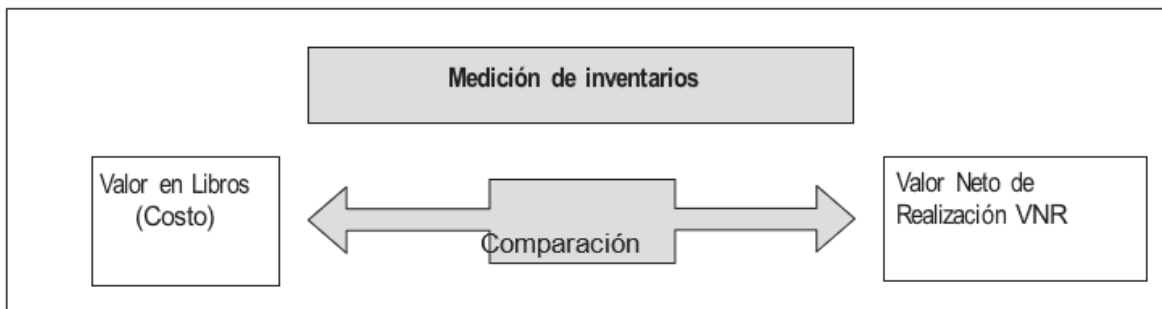 Medición de inventarios
Valor en Libros
(Costo)
Comparación
Valor Neto de
Realización VNR